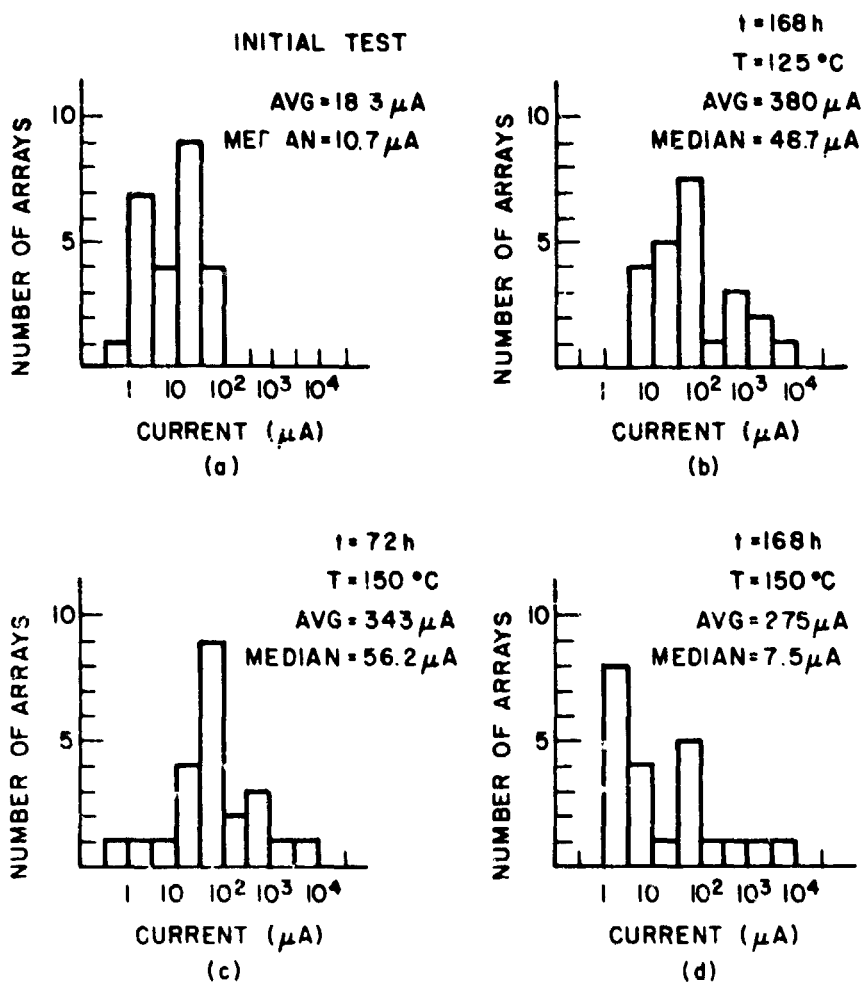 INITIAL TEST
AVG=18.3 µA
MEDIAN=10.7 µA
NUMBER OF ARRAYS
10
5
1 10 10² 10³ 10⁴
CURRENT (µA)
(a)
t=168h
T=125 °C
AVG=380 µA
MEDIAN=48.7 µA
NUMBER OF ARRAYS
10
5
1 10 10² 10³ 10⁴
CURRENT (µA)
(b)
t=72h
T=150 °C
AVG=343 µA
MEDIAN=56.2 µA
NUMBER OF ARRAYS
10
5
1 10 10² 10³ 10⁴
CURRENT (µA)
(c)
t=168h
T=150 °C
AVG=275 µA
MEDIAN=7.5 µA
NUMBER OF ARRAYS
10
5
1 10 10² 10³ 10⁴
CURRENT (µA)
(d)